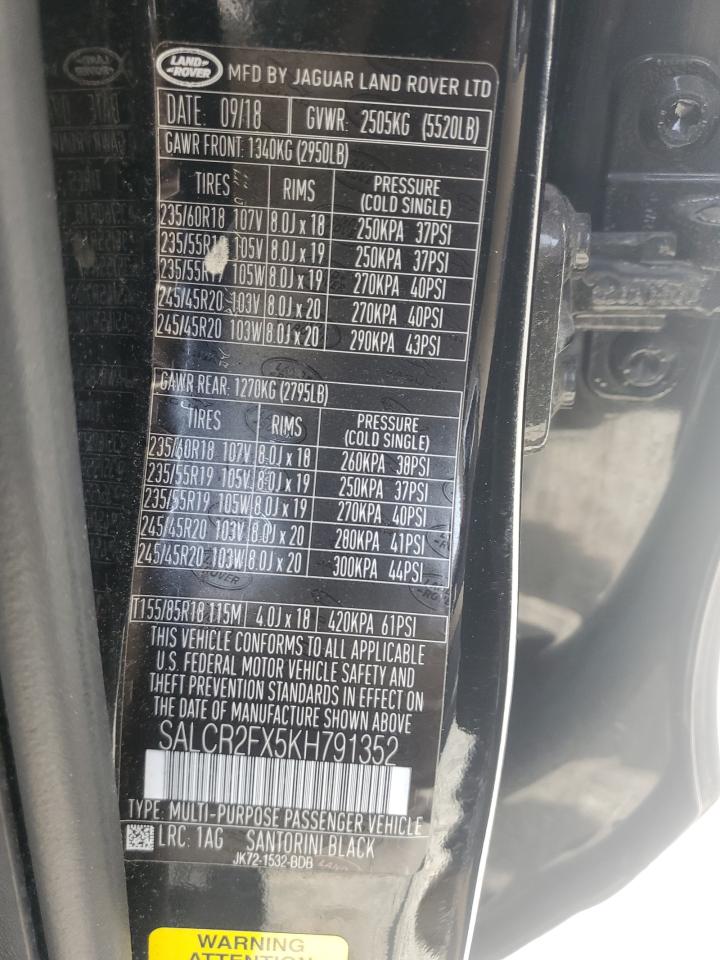 LAND ROVER MFD BY JAGUAR LAND ROVER LTD
DATE: 09/18 GVWR: 2505KG (5520LB)
GAWR FRONT: 1340KG (2950LB)
TIRES RIMS PRESSURE (COLD SINGLE)
235/60R18 107V 8.0J x 18 250KPA 37PSI
235/55R19 105V 8.0J x 19 250KPA 37PSI
235/55R19 105W 8.0J x 19 270KPA 40PSI
245/45R20 103V 8.0J x 20 270KPA 40PSI
245/45R20 103W 8.0J x 20 290KPA 43PSI
GAWR REAR: 1270KG (2795LB)
TIRES RIMS PRESSURE (COLD SINGLE)
235/60R18 107V 8.0J x 18 260KPA 38PSI
235/55R19 105V 8.0J x 19 250KPA 37PSI
235/55R19 105W 8.0J x 19 270KPA 40PSI
245/45R20 103V 8.0J x 20 280KPA 41PSI
245/45R20 103W 8.0J x 20 300KPA 44PSI
T155/85R18 115M 4.0J x 18 420KPA 61PSI
THIS VEHICLE CONFORMS TO ALL APPLICABLE
U.S. FEDERAL MOTOR VEHICLE SAFETY AND
THEFT PREVENTION STANDARDS IN EFFECT ON
THE DATE OF MANUFACTURE SHOWN ABOVE
SALCR2FX5KH791352
TYPE: MULTI-PURPOSE PASSENGER VEHICLE
LRC: 1AG SANTORINI BLACK
JK72-1532-BDB
WARNING
ATTENTION